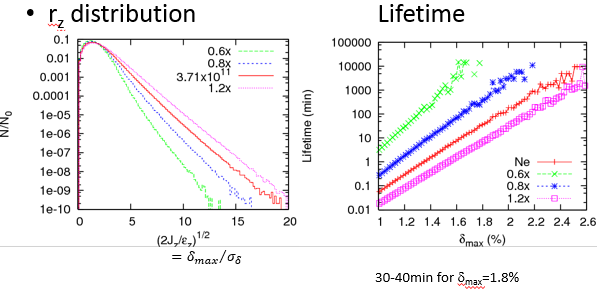 • r_z distribution
Lifetime
0.1
0.01
0.001
0.0001
1e-05
1e-06
1e-07
1e-08
1e-09
1e-10
N/N₀
0.6x
0.8x
3.71x10¹¹
1.2x
0 5 10 15 20
(2J_z/ε_z)^1/2
= δ_max/σ_δ
100000
10000
1000
100
10
1
0.1
0.01
Lifetime (min)
Ne
0.6x
0.8x
1.2x
1 1.2 1.4 1.6 1.8 2 2.2 2.4 2.6
δ_max (%)
30-40min for δ_max=1.8%